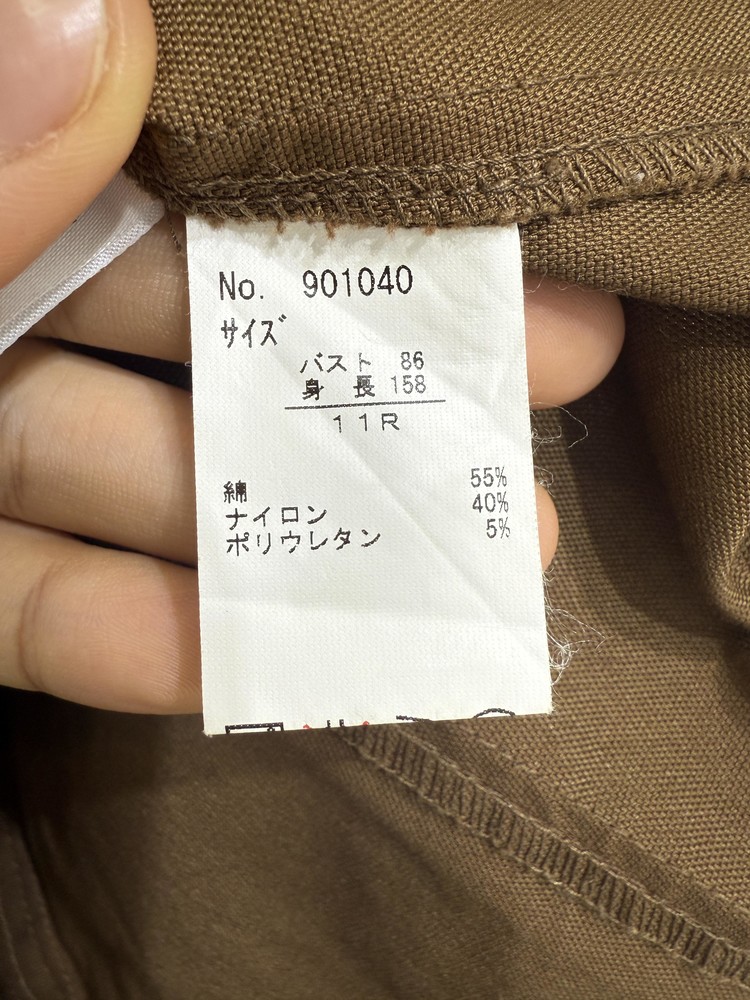 No. 901040
サイズ
バスト 86
身 長 158
11R
綿 55%
ナイロン 40%
ポリウレタン 5%